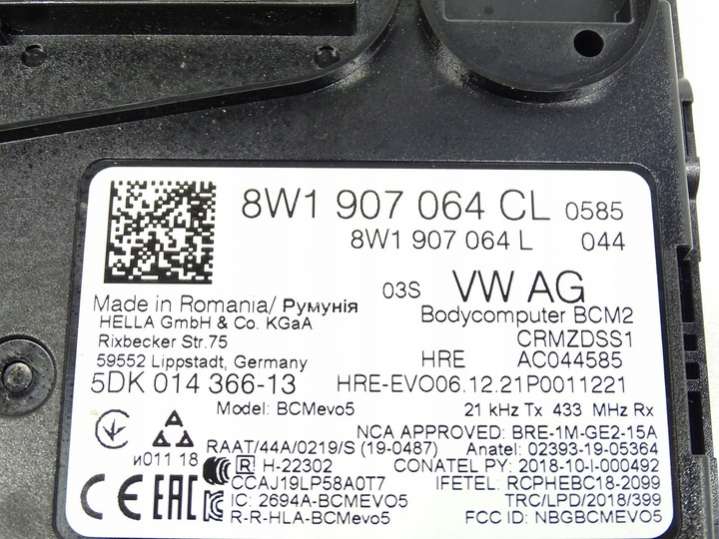 8W1 907 064 CL 0585
8W1 907 064 L 044
03S VW AG
Made in Romania/ Румунія
HELLA GmbH & Co. KGaA
Bodycomputer BCM2
Rixbecker Str.75
CRMZDSS1
59552 Lippstadt, Germany
HRE AC044585
5DK 014 366-13
HRE-EVO06.12.21P0011221
Model: BCMevo5
21 kHz Tx 433 MHz Rx
NCA APPROVED: BRE-1M-GE2-15A
RAAT/44A/0219/S (19-0487)
Anatel: 02393-19-05364
и011 18
R H-22302
CONATEL PY: 2018-10-I-000492
CCAJ19LP58A0T7
IFETEL: RCPHEBC18-2099
CE EAC
IC: 2694A-BCMEVO5
TRC/LPD/2018/399
R-R-HLA-BCMevo5
FCC ID: NBGBCMEVO5